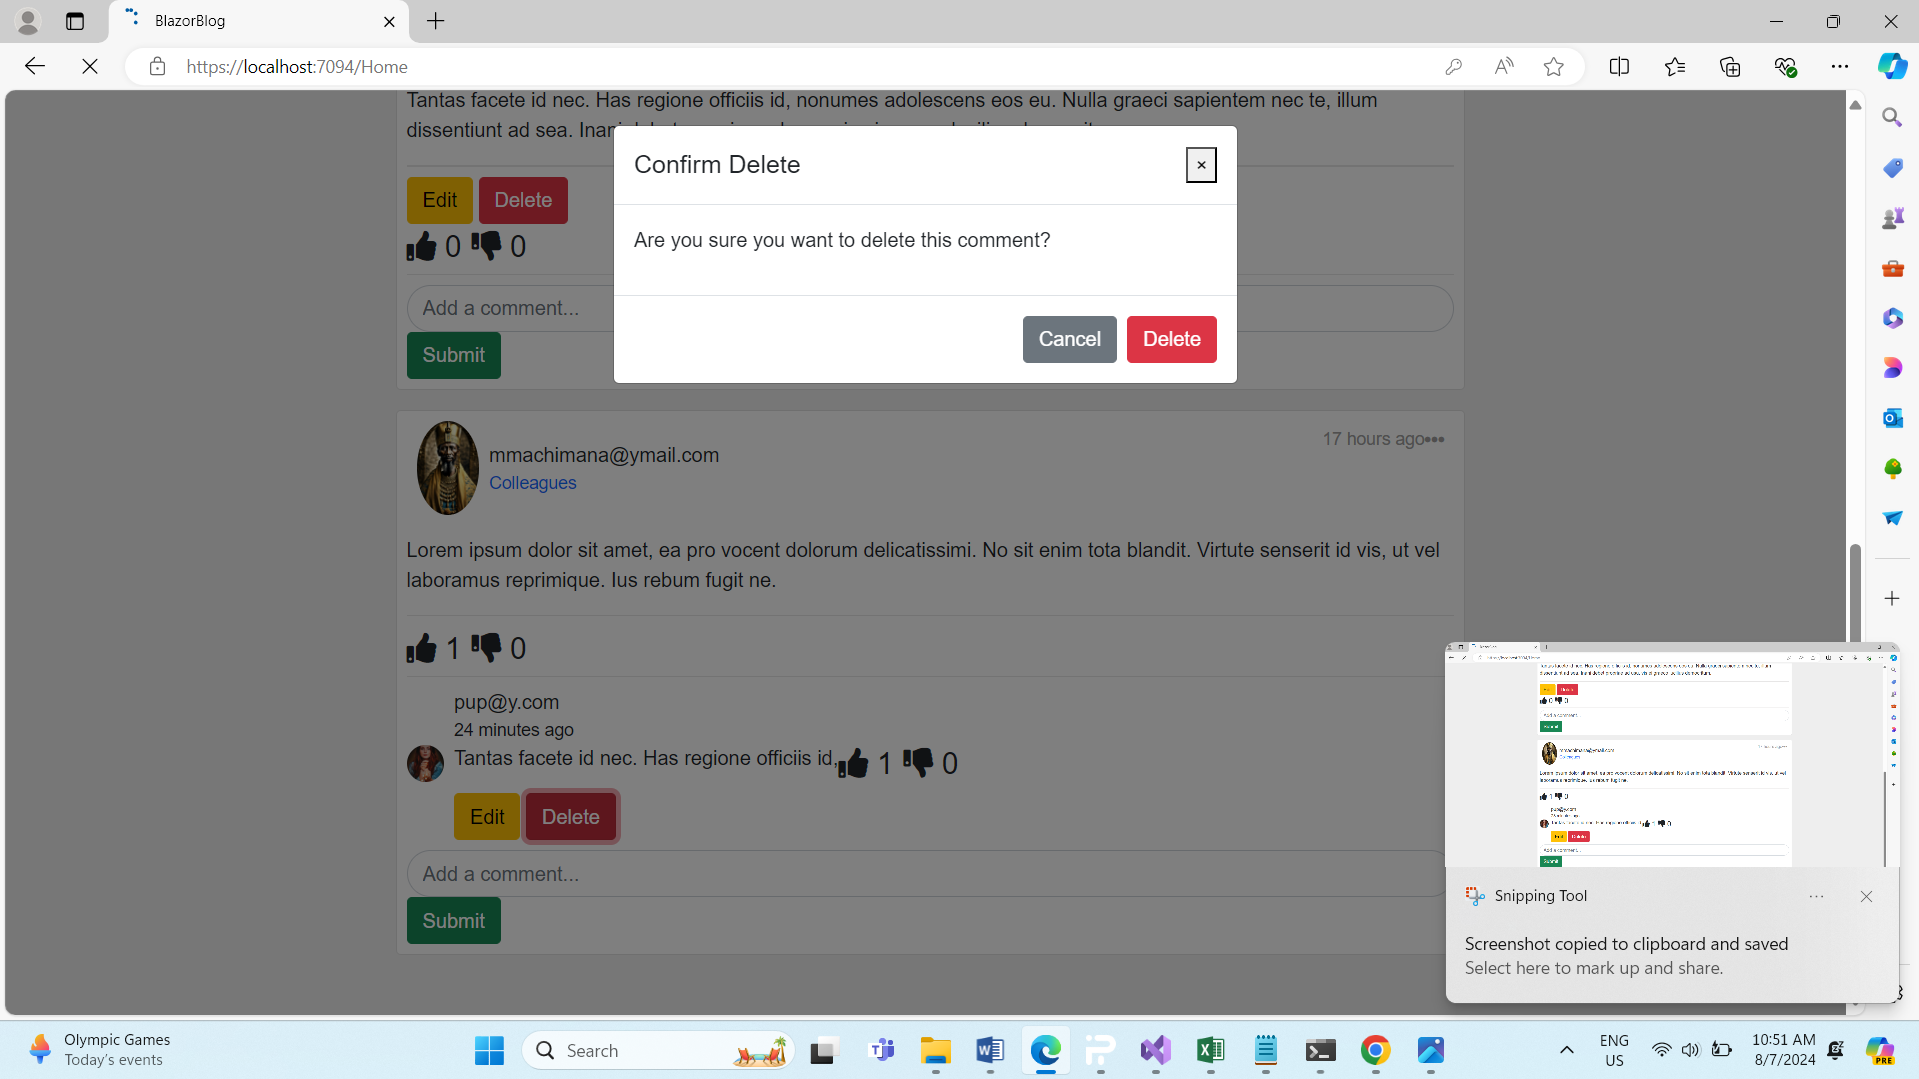 BlazorBlog
https://localhost:7094/Home
Tantas facete id nec. Has regione officiis id, nonumes adolescens eos eu. Nulla graeci sapientem nec te, illum
dissentiunt ad sea.
Confirm Delete
×
Are you sure you want to delete this comment?
Cancel
Delete
Edit
Delete
0
0
Add a comment...
Submit
mmachimana@ymail.com
Colleagues
17 hours ago•••
Lorem ipsum dolor sit amet, ea pro vocent dolorum delicatissimi. No sit enim tota blandit. Virtute senserit id vis, ut vel
laboramus reprimique. Ius rebum fugit ne.
1
0
pup@y.com
24 minutes ago
Tantas facete id nec. Has regione officiis id,
1
0
Edit
Delete
Add a comment...
Submit
Snipping Tool
Screenshot copied to clipboard and saved
Select here to mark up and share.
Olympic Games
Today's events
Search
ENG
US
10:51 AM
8/7/2024
PRE